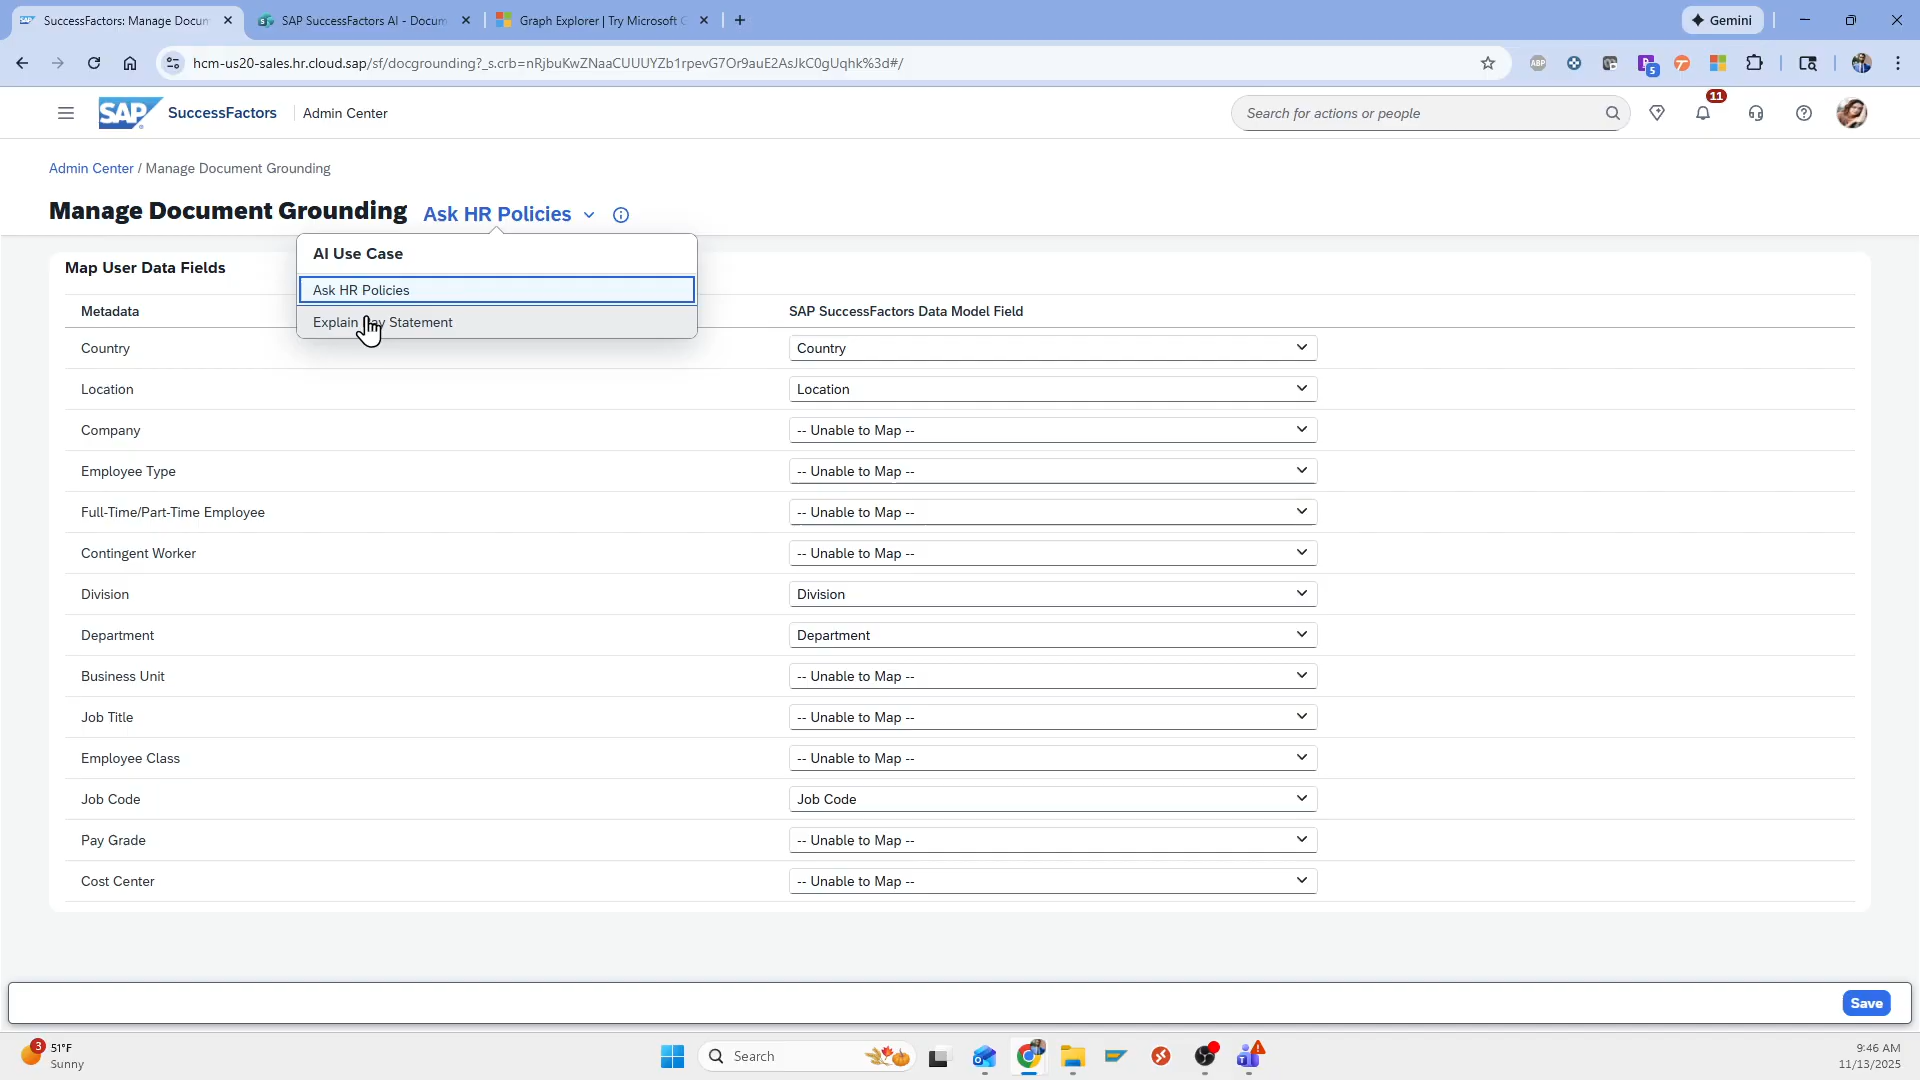 SuccessFactors: Manage Docum
SAP SuccessFactors AI - Docum
Graph Explorer | Try Microsoft G
Gemini
hcm-us20-sales.hr.cloud.sap/sf/docgrounding?_s.crb=nRjbuKwZNaaCUUUYZb1rpevG7Or9auE2AsJkC0gUqhk%3d#/
ABP
5
SAP SuccessFactors Admin Center
Search for actions or people
11
Admin Center / Manage Document Grounding
Manage Document Grounding Ask HR Policies
AI Use Case
Ask HR Policies
Explain Pay Statement
Map User Data Fields
Metadata SAP SuccessFactors Data Model Field
Country Country
Location Location
Company -- Unable to Map --
Employee Type -- Unable to Map --
Full-Time/Part-Time Employee -- Unable to Map --
Contingent Worker -- Unable to Map --
Division Division
Department Department
Business Unit -- Unable to Map --
Job Title -- Unable to Map --
Employee Class -- Unable to Map --
Job Code Job Code
Pay Grade -- Unable to Map --
Cost Center -- Unable to Map --
Save
3
51°F
Sunny
Search
9:46 AM
11/13/2025